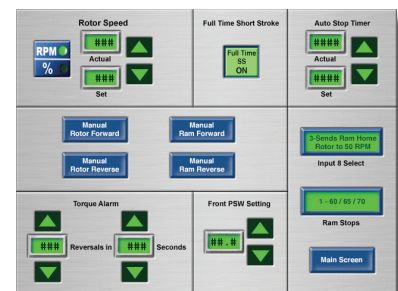 Rotor Speed
RPM
%
###
Actual
###
Set
Full Time Short Stroke
Full Time
SS
ON
Auto Stop Timer
####
Actual
####
Set
Manual
Rotor Forward
Manual
Ram Forward
Manual
Rotor Reverse
Manual
Ram Reverse
3-Sends Ram Home
Rotor to 50 RPM
Input 8 Select
Torque Alarm
### Reversals in ### Seconds
Front PSW Setting
##.#
1 - 60 / 65 / 70
Ram Stops
Main Screen